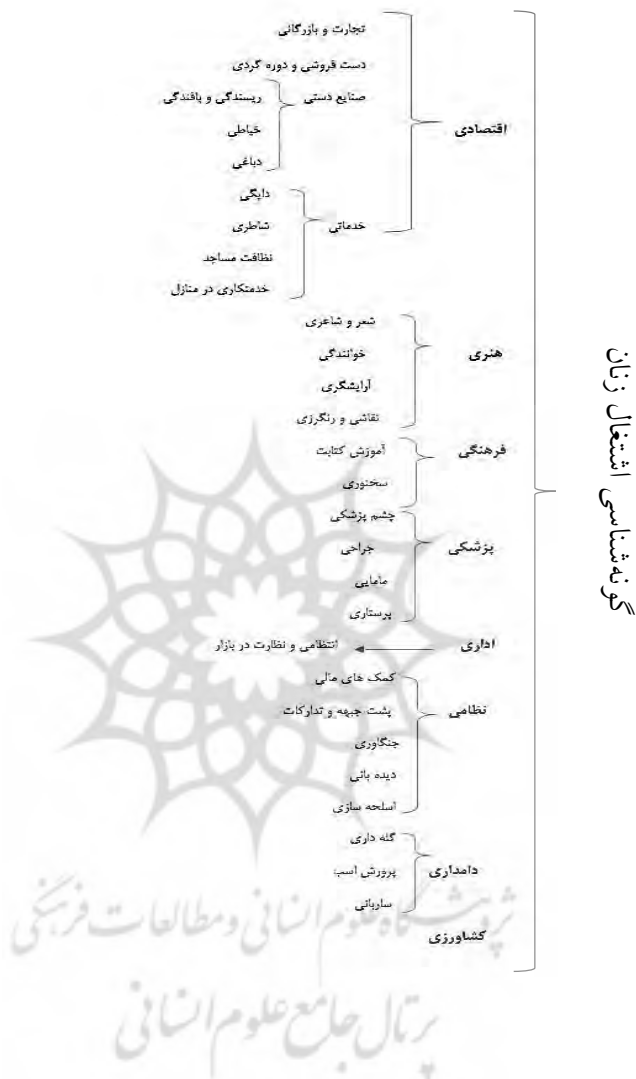 گونه‌شناسی اشتغال زنان
اقتصادی
تجارت و بازرگانی
دست فروشی و دوره گردی
صنایع دستی
ریسندگی و بافندگی
خیاطی
دباغی
خدماتی
دایگی
شاطری
نظافت مساجد
خدمتکاری در منازل
هنری
شعر و شاعری
خوانندگی
آرایشگری
نقاشی و رنگرزی
فرهنگی
آموزش کتابت
سخنوری
پزشکی
چشم پزشکی
جراحی
مامایی
پرستاری
اداری
انتظامی و نظارت در بازار
نظامی
کمک های مالی
پشت جبهه و تدارکات
جنگاوری
دیده بانی
اسلحه سازی
دامداری
گله داری
پرورش اسب
ساربانی
کشاورزی
پژوهشگاه علوم انسانی و مطالعات فرهنگی
پرتال جامع علوم انسانی